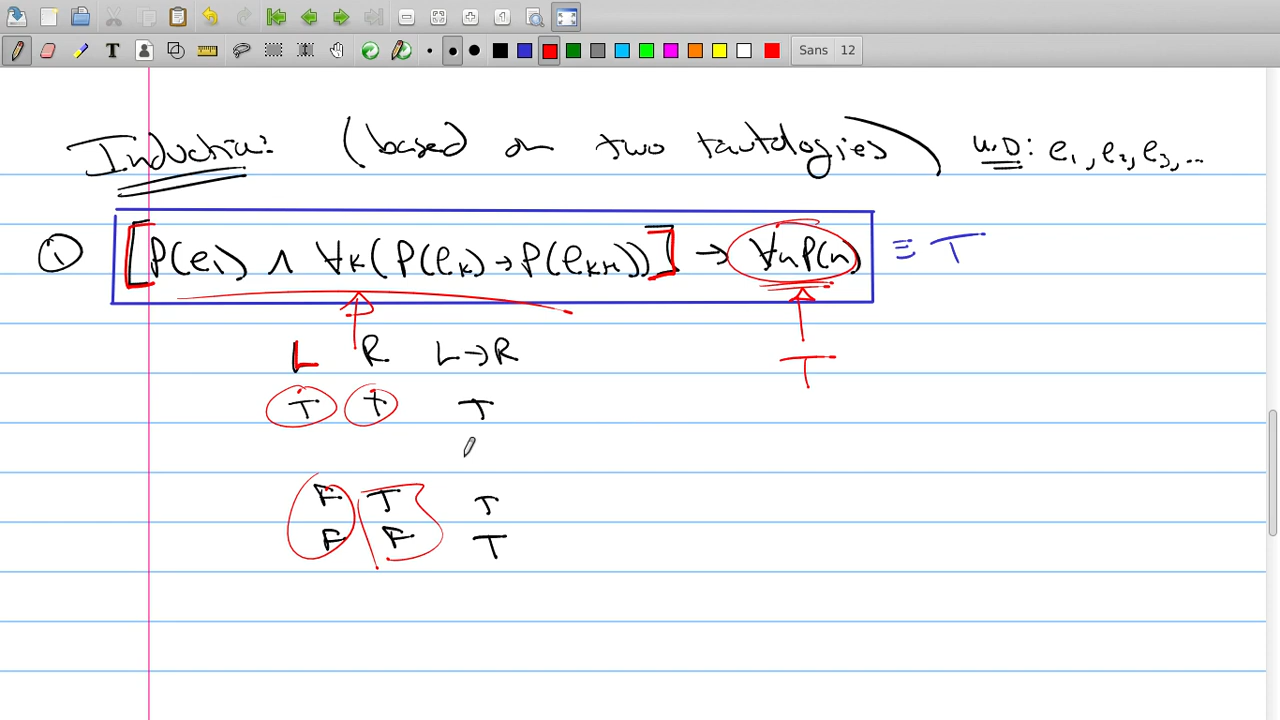 Sans 12
Induction: (based on two tautologies) U.D: e₁, e₂, e₃, ...
① [P(e₁) ∧ ∀k(P(eₖ) → P(eₖ₊₁))] → ∀nP(n) ≡ T
L R L→R T
T T T
F T T
F F T